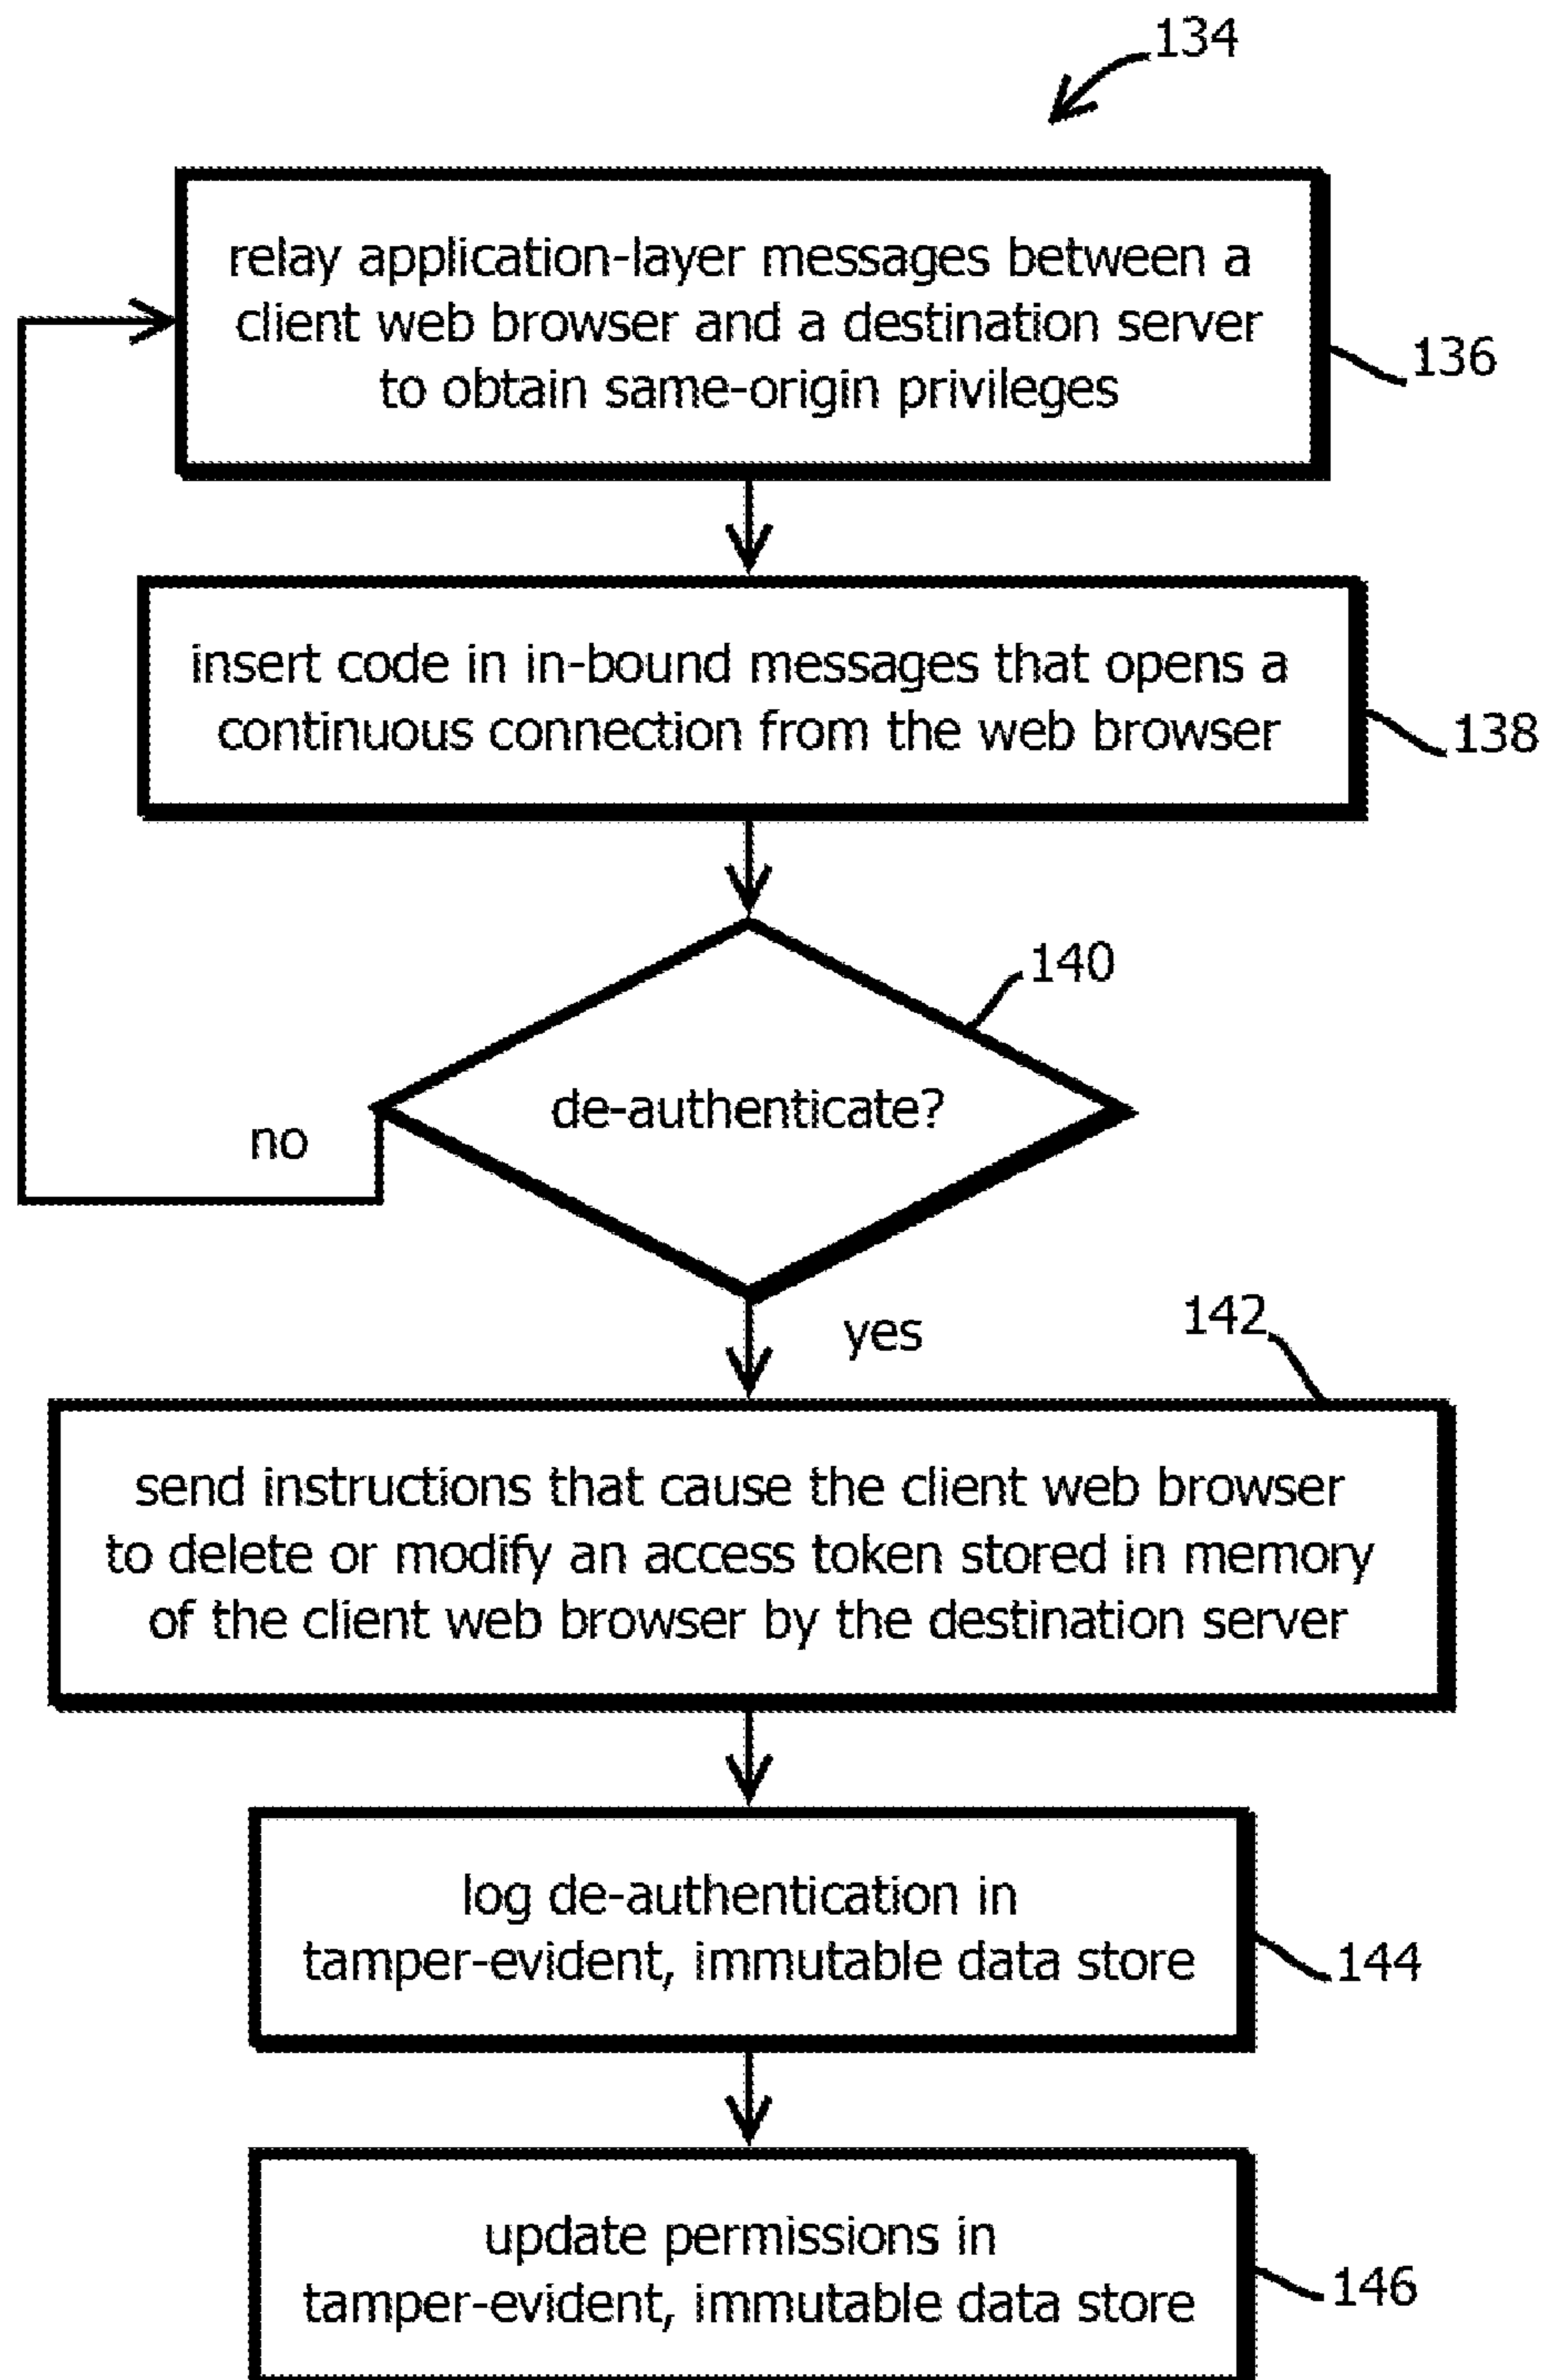 134
relay application-layer messages between a
client web browser and a destination server
to obtain same-origin privileges
136
insert code in in-bound messages that opens a
continuous connection from the web browser
138
140
de-authenticate?
no
yes
142
send instructions that cause the client web browser
to delete or modify an access token stored in memory
of the client web browser by the destination server
log de-authentication in
tamper-evident, immutable data store
144
update permissions in
tamper-evident, immutable data store
146